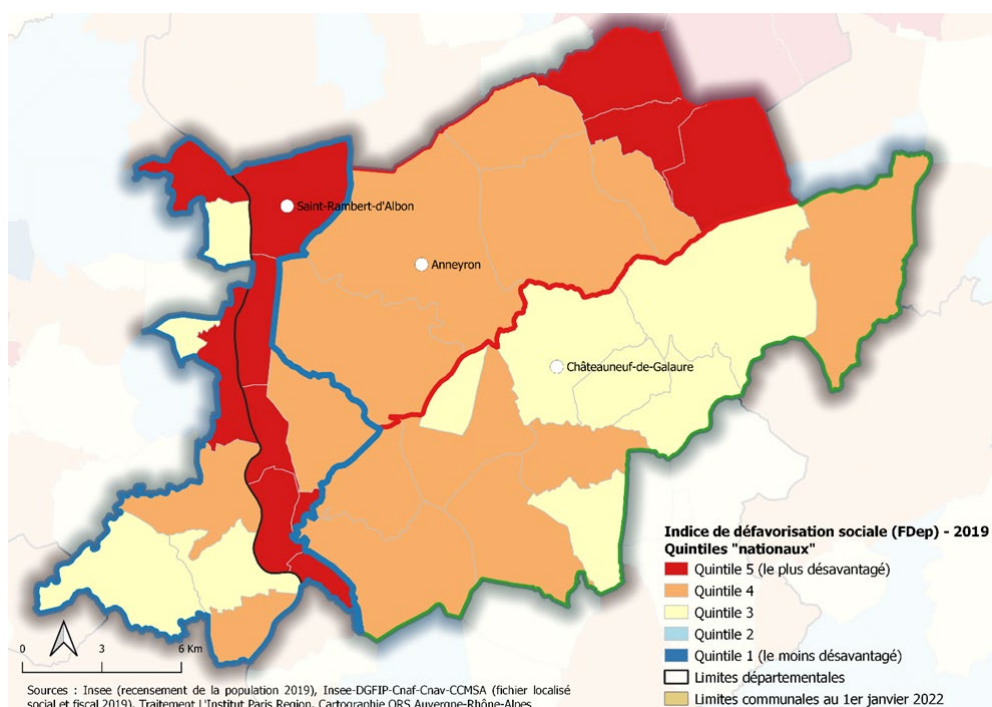 Saint-Rambert-d'Albon
Anneyron
Châteauneuf-de-Galaure
Indice de défavorisation sociale (FDep) - 2019
Quintiles "nationaux"
Quintile 5 (le plus désavantagé)
Quintile 4
Quintile 3
Quintile 2
Quintile 1 (le moins désavantagé)
Limites départementales
Limites communales au 1er janvier 2022
0 3 6 Km
Sources : Insee (recensement de la population 2019), Insee-DGFIP-Cnaf-Cnav-CCMSA (fichier localisé
social et fiscal 2019), Traitement L'Institut Paris Region, Cartographie ORS Auvergne-Rhône-Alpes